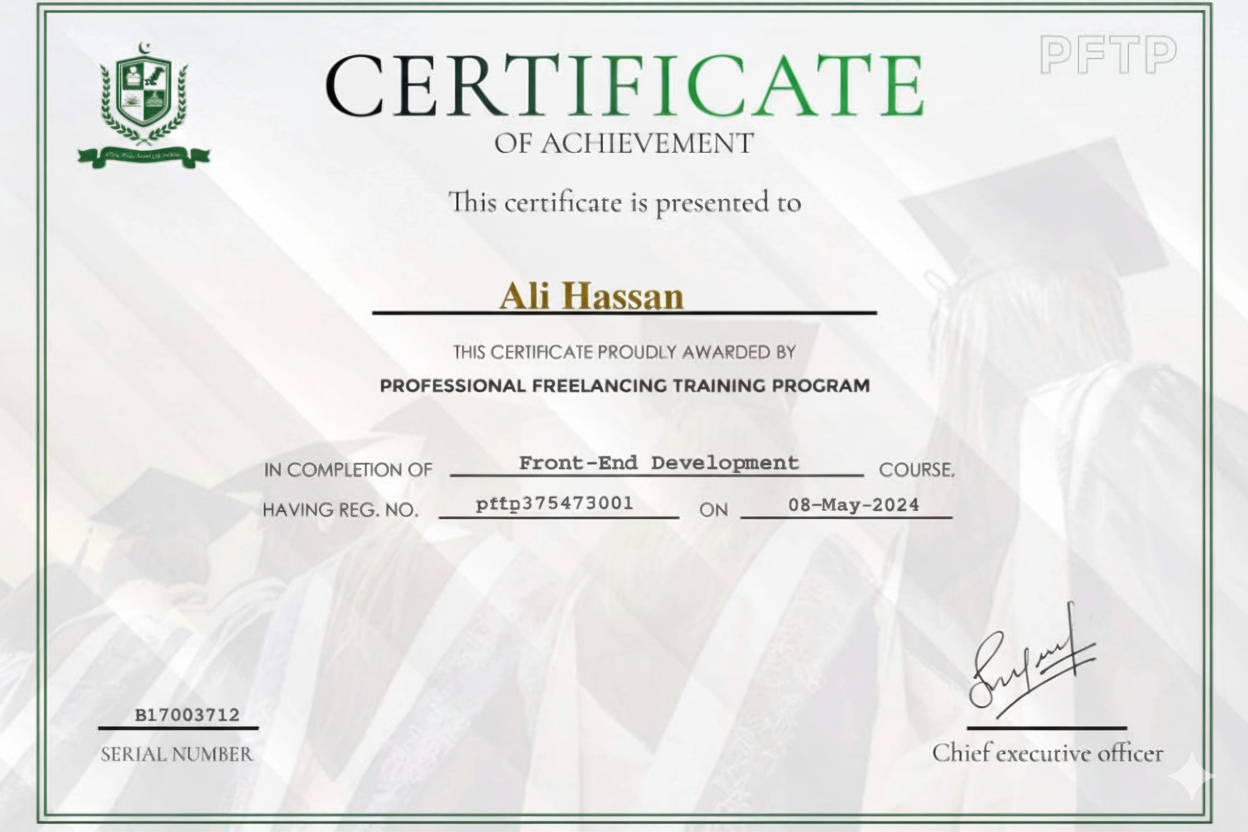 PFTP
CERTIFICATE
OF ACHIEVEMENT
This certificate is presented to
Ali Hassan
THIS CERTIFICATE PROUDLY AWARDED BY
PROFESSIONAL FREELANCING TRAINING PROGRAM
IN COMPLETION OF Front-End Development COURSE,
HAVING REG. NO. pftp375473001 ON 08-May-2024
B17003712
SERIAL NUMBER
Chief executive officer